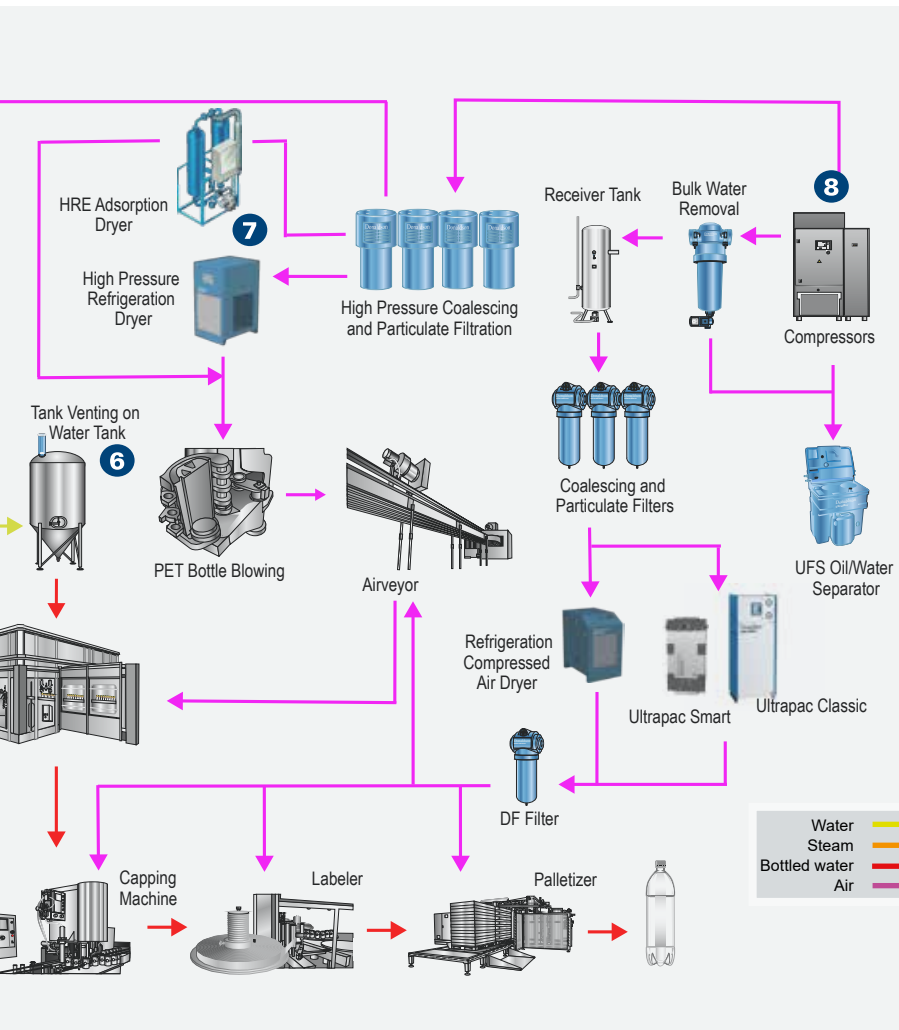 8
Receiver Tank
Bulk Water
Removal
HRE Adsorption
Dryer
7
High Pressure
Refrigeration
Dryer
High Pressure Coalescing
and Particulate Filtration
Compressors
Tank Venting on
Water Tank
6
Coalescing and
Particulate Filters
PET Bottle Blowing
Airveyor
UFS Oil/Water
Separator
Refrigeration
Compressed
Air Dryer
Ultrapac Smart
Ultrapac Classic
DF Filter
Water
Steam
Bottled water
Air
Capping
Machine
Labeler
Palletizer